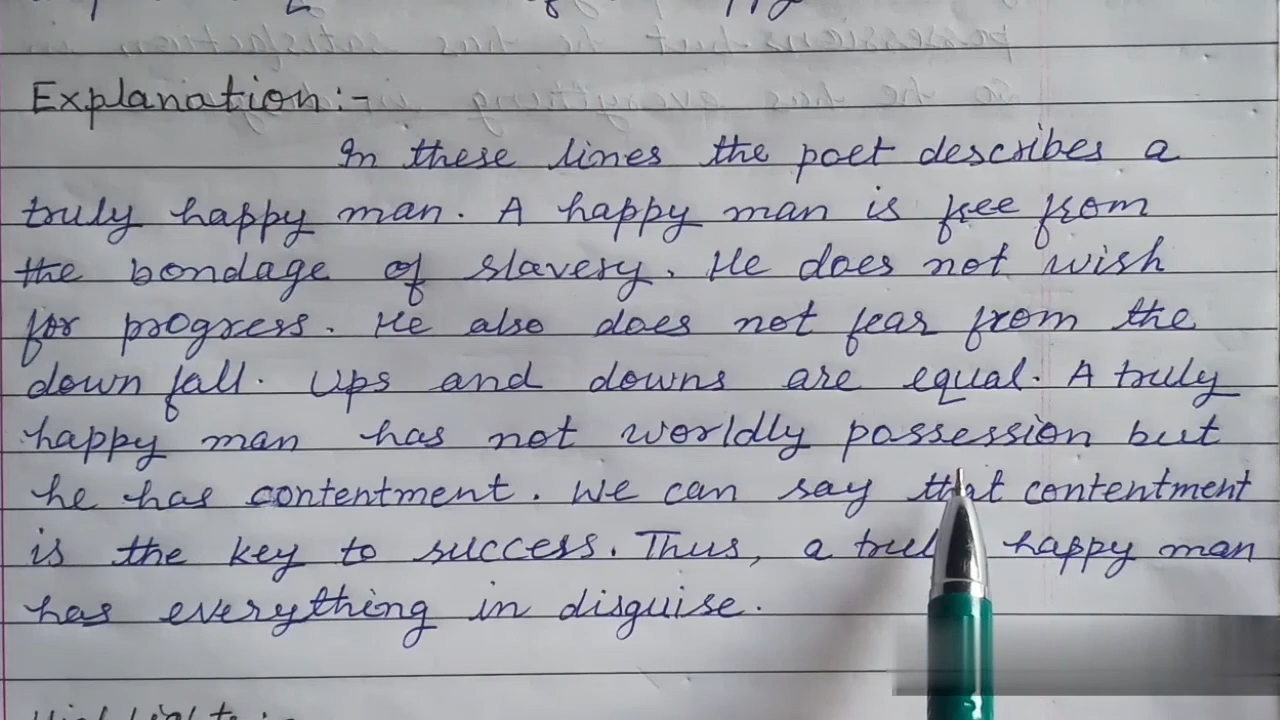 Explanation:-
In these lines the poet describes a
truly happy man. A happy man is free from
the bondage of slavery. He does not wish
for progress. He also does not fear from the
down fall. Ups and downs are equal. A truly
happy man has not worldly possession but
he has contentment. We can say that contentment
is the key to success. Thus, a truly happy man
has everything in disguise.